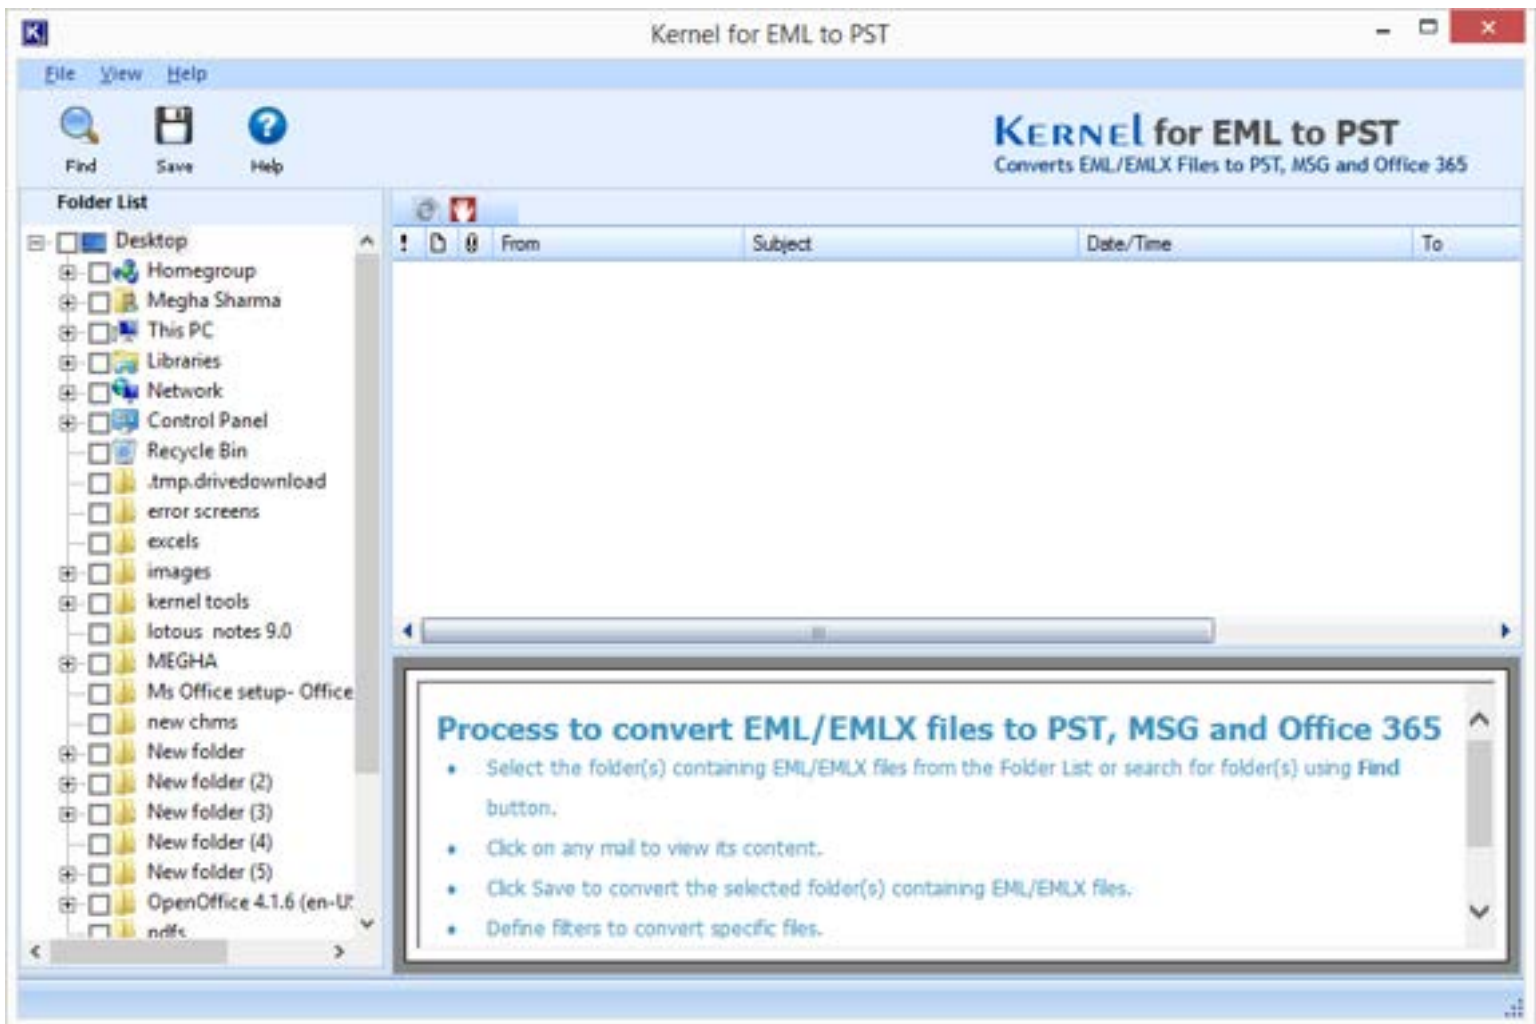 Kernel for EML to PST
File View Help
Find Save Help
KERNEL for EML to PST
Converts EML/EMLX Files to PST, MSG and Office 365
Folder List
Desktop
Homegroup
Megha Sharma
This PC
Libraries
Network
Control Panel
Recycle Bin
.tmp.drivedownload
error screens
excels
images
kernel tools
lotous notes 9.0
MEGHA
Ms Office setup- Office
new chms
New folder
New folder (2)
New folder (3)
New folder (4)
New folder (5)
OpenOffice 4.1.6 (en-U
From Subject Date/Time To
Process to convert EML/EMLX files to PST, MSG and Office 365
• Select the folder(s) containing EML/EMLX files from the Folder List or search for folder(s) using Find
button.
• Click on any mail to view its content.
• Click Save to convert the selected folder(s) containing EML/EMLX files.
• Define filters to convert specific files.